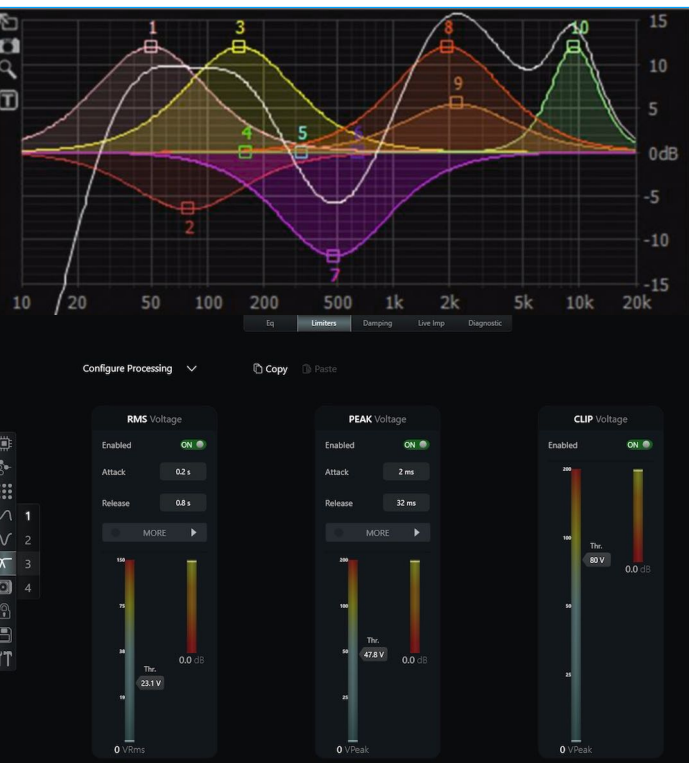 1 3 8 10
15
10
9
T
5
4 5 6
0dB
2
-5
-10
7
-15
10 20 50 100 200 500 1k 2k 5k 10k 20k
Eq Limiters Damping Live Imp Diagnostic
Configure Processing Copy Paste
RMS Voltage PEAK Voltage CLIP Voltage
Enabled ON Enabled ON Enabled ON
Attack 0.2 s Attack 2 ms
Release 0.8 s Release 32 ms
MORE MORE
1
2
3
4
150 200 200
75 100 100
Thr.
80 V
0.0 dB
38 50 50
Thr.
47.8 V
0.0 dB 0.0 dB
Thr.
23.1 V
25 25
0 VRms 0 VPeak 0 VPeak